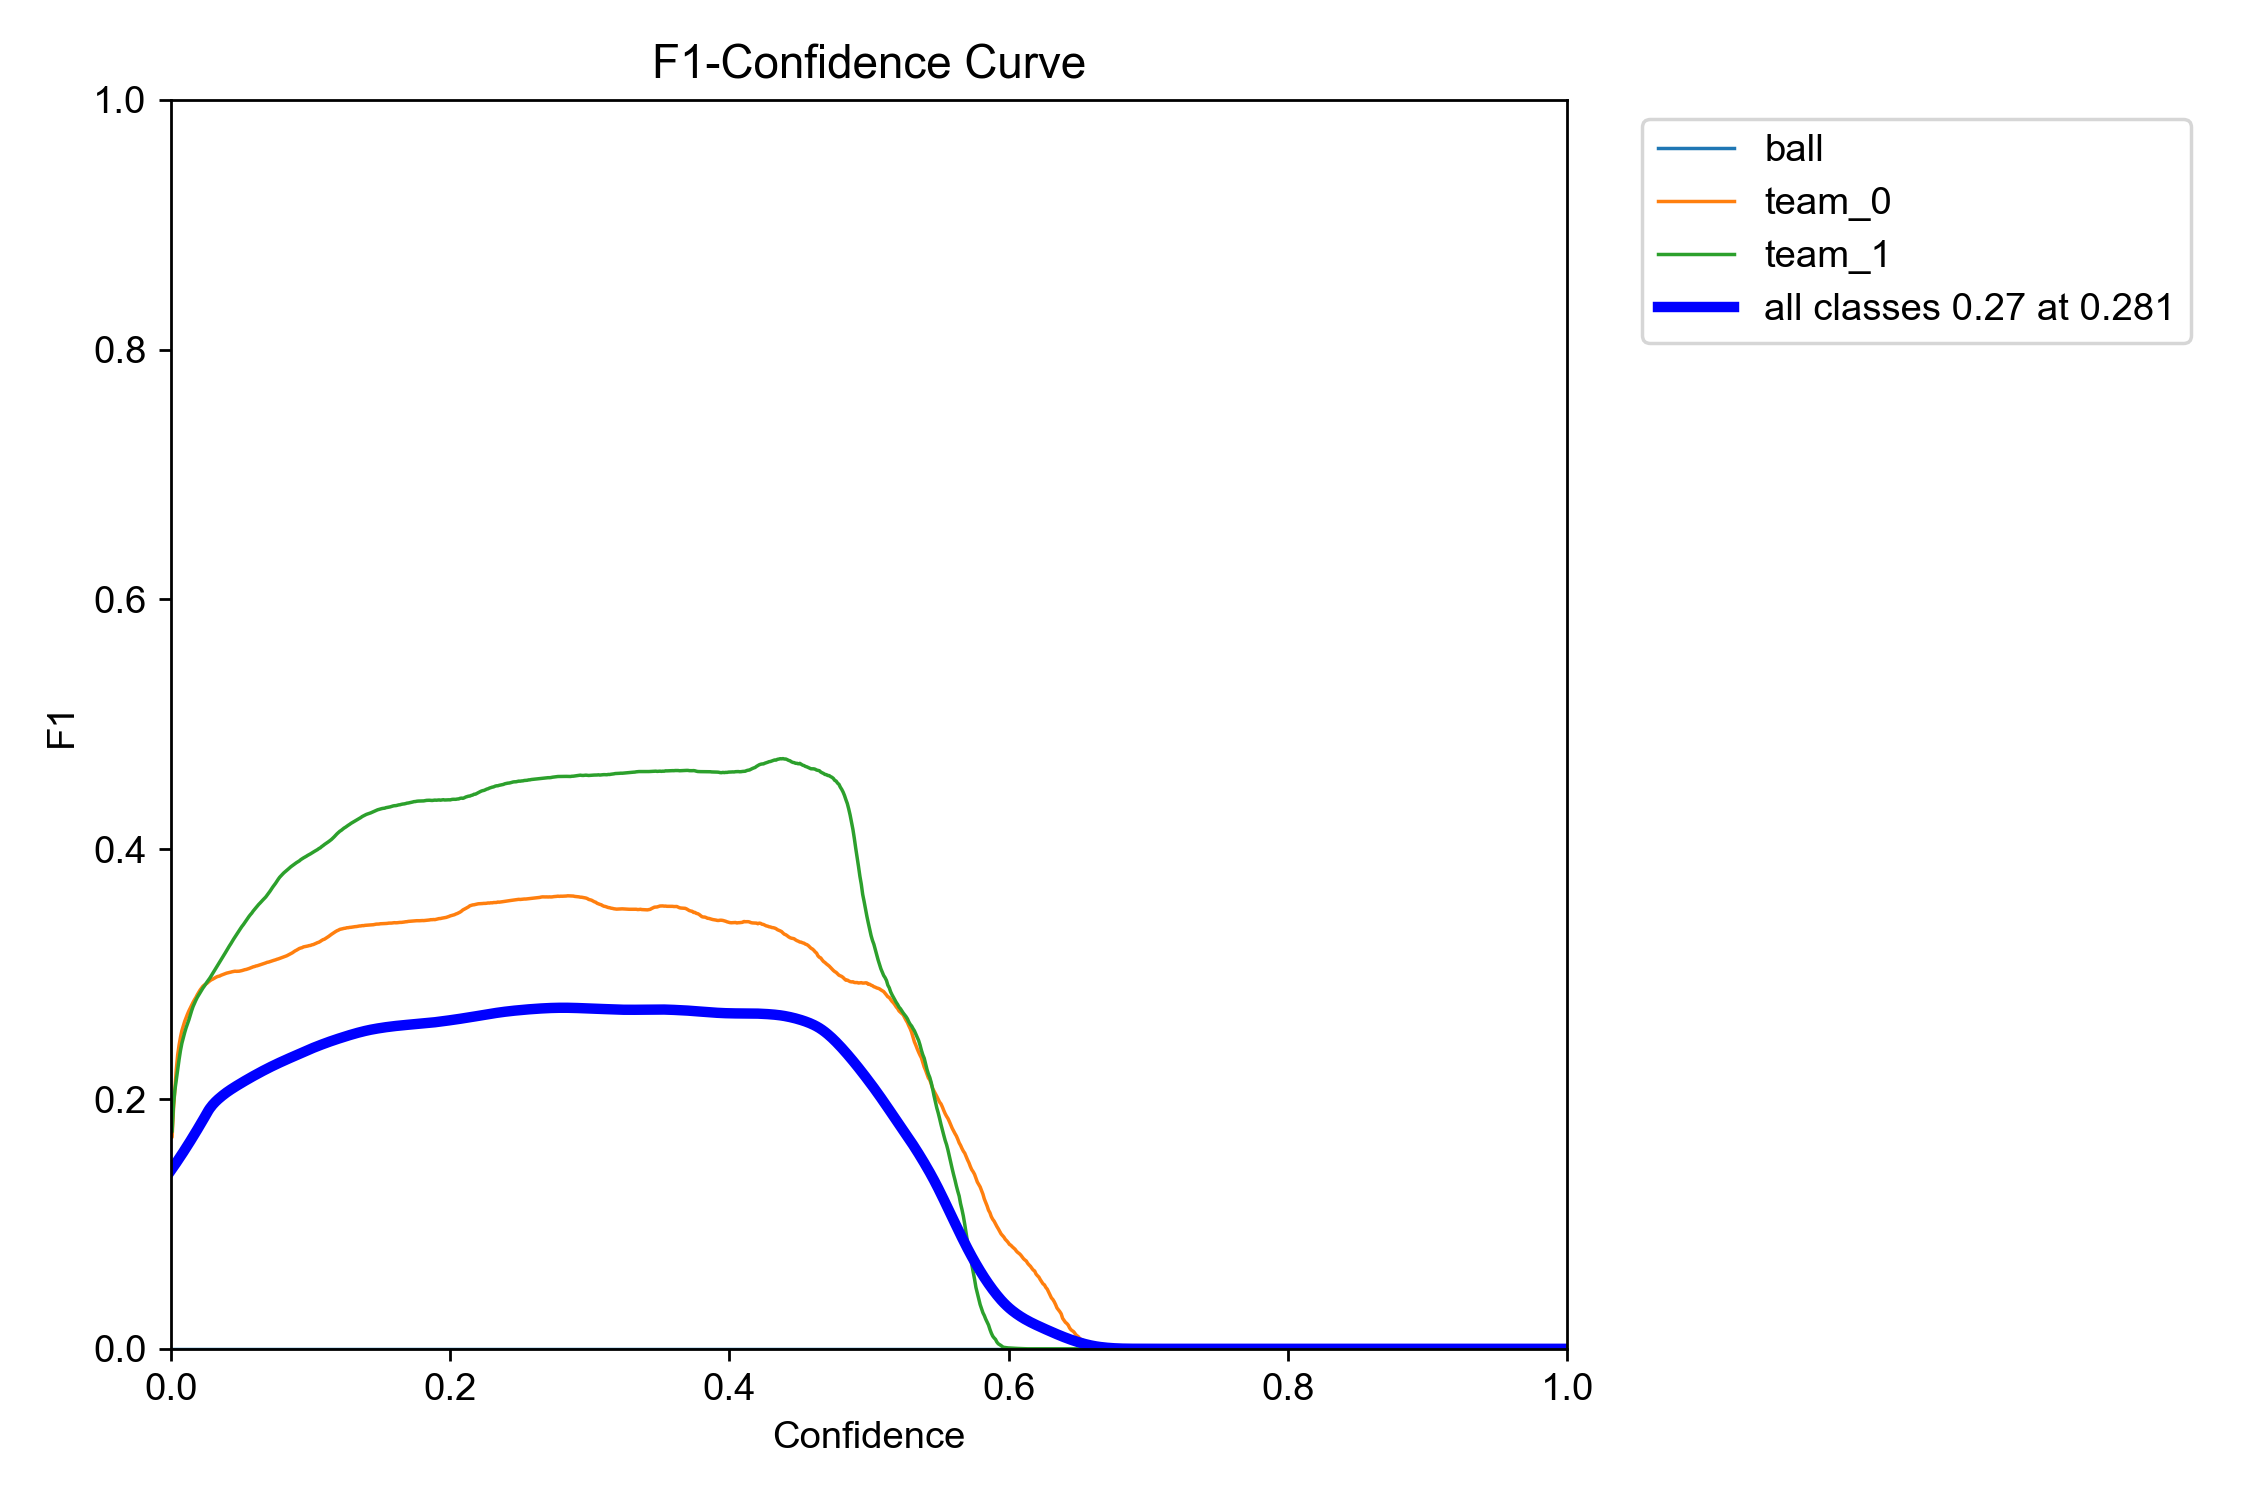 F1-Confidence Curve
1.0
0.8
0.6
0.4
0.2
0.0
F1
0.0 0.2 0.4 0.6 0.8 1.0
Confidence
ball
team_0
team_1
all classes 0.27 at 0.281